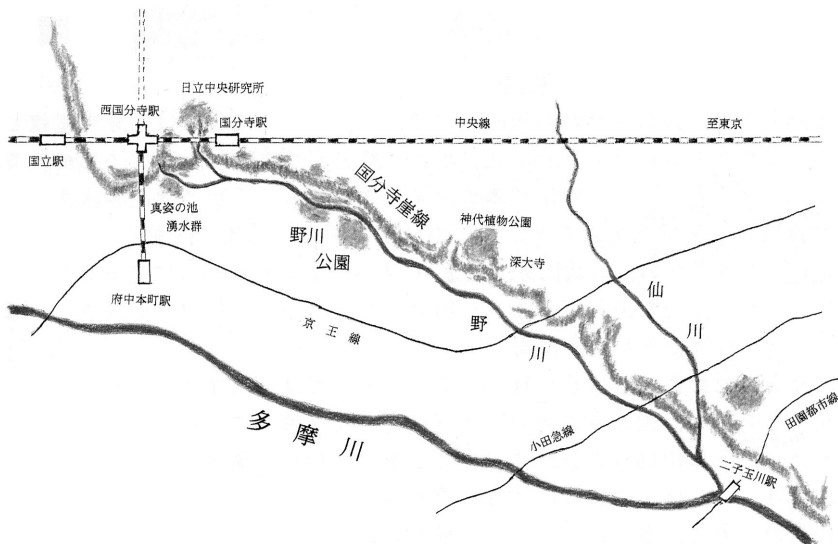 日立中央研究所
西国分寺駅
国分寺駅
中央線
至東京
国立駅
国分寺崖線
真姿の池
湧水群
野川
公園
神代植物公園
深大寺
府中本町駅
京王線
野川
仙川
多摩川
小田急線
田園都市線
二子玉川駅